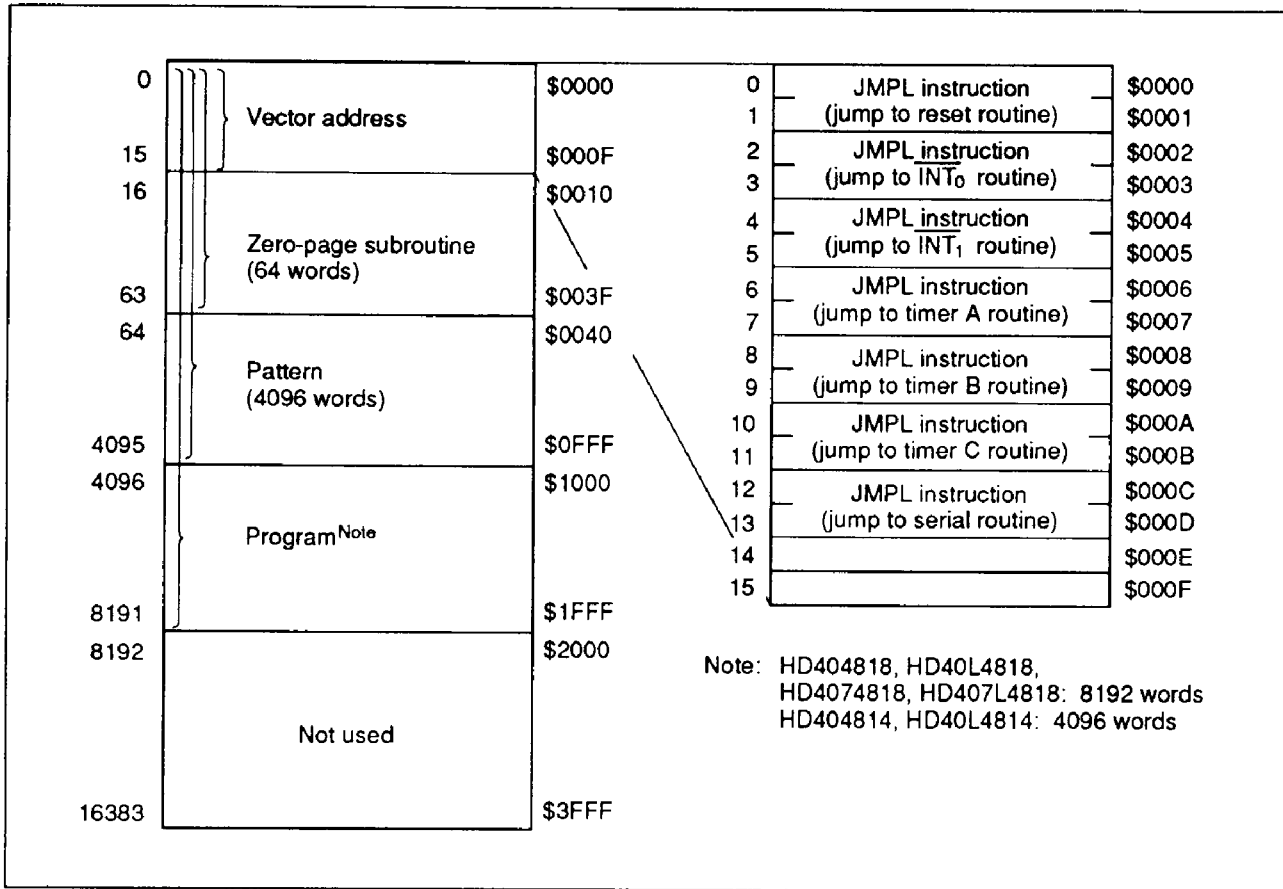 0 $0000
Vector address
15 $000F
16 $0010
Zero-page subroutine
(64 words)
63 $003F
64 $0040
Pattern
(4096 words)
4095 $0FFF
4096 $1000
Program Note
8191 $1FFF
8192 $2000
Not used
16383 $3FFF
0 JMPL instruction $0000
1 (jump to reset routine) $0001
2 JMPL instruction $0002
3 (jump to INT0 routine) $0003
4 JMPL instruction $0004
5 (jump to INT1 routine) $0005
6 JMPL instruction $0006
7 (jump to timer A routine) $0007
8 JMPL instruction $0008
9 (jump to timer B routine) $0009
10 JMPL instruction $000A
11 (jump to timer C routine) $000B
12 JMPL instruction $000C
13 (jump to serial routine) $000D
14 $000E
15 $000F
Note: HD404818, HD40L4818,
HD4074818, HD407L4818: 8192 words
HD404814, HD40L4814: 4096 words